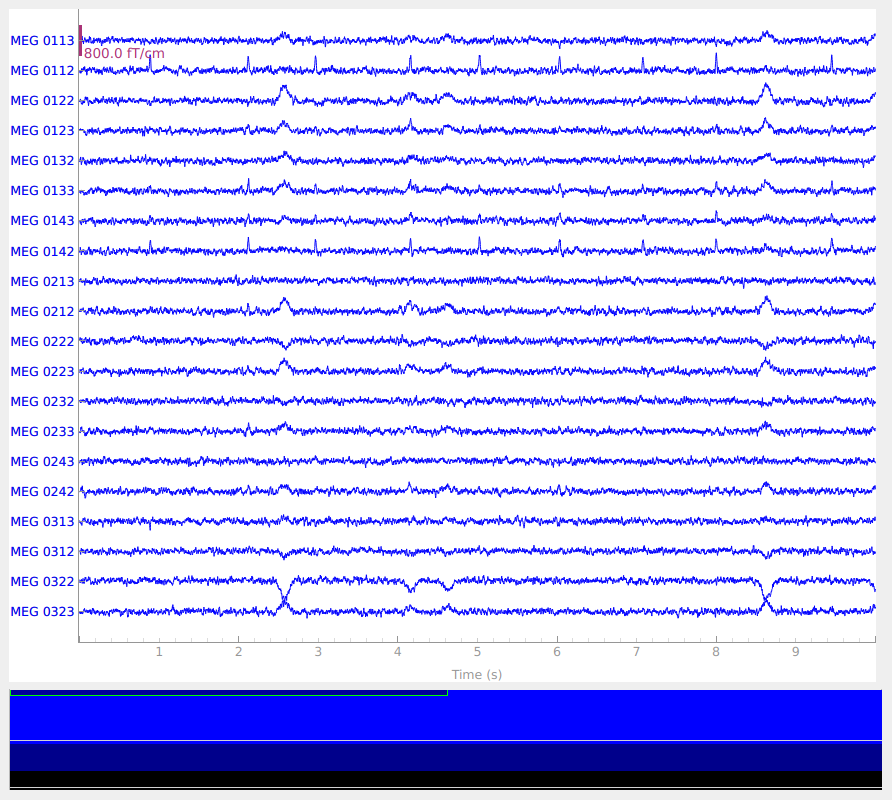 MEG 0113
800.0 fT/cm
MEG 0112
MEG 0122
MEG 0123
MEG 0132
MEG 0133
MEG 0143
MEG 0142
MEG 0213
MEG 0212
MEG 0222
MEG 0223
MEG 0232
MEG 0233
MEG 0243
MEG 0242
MEG 0313
MEG 0312
MEG 0322
MEG 0323
1 2 3 4 5 6 7 8 9
Time (s)